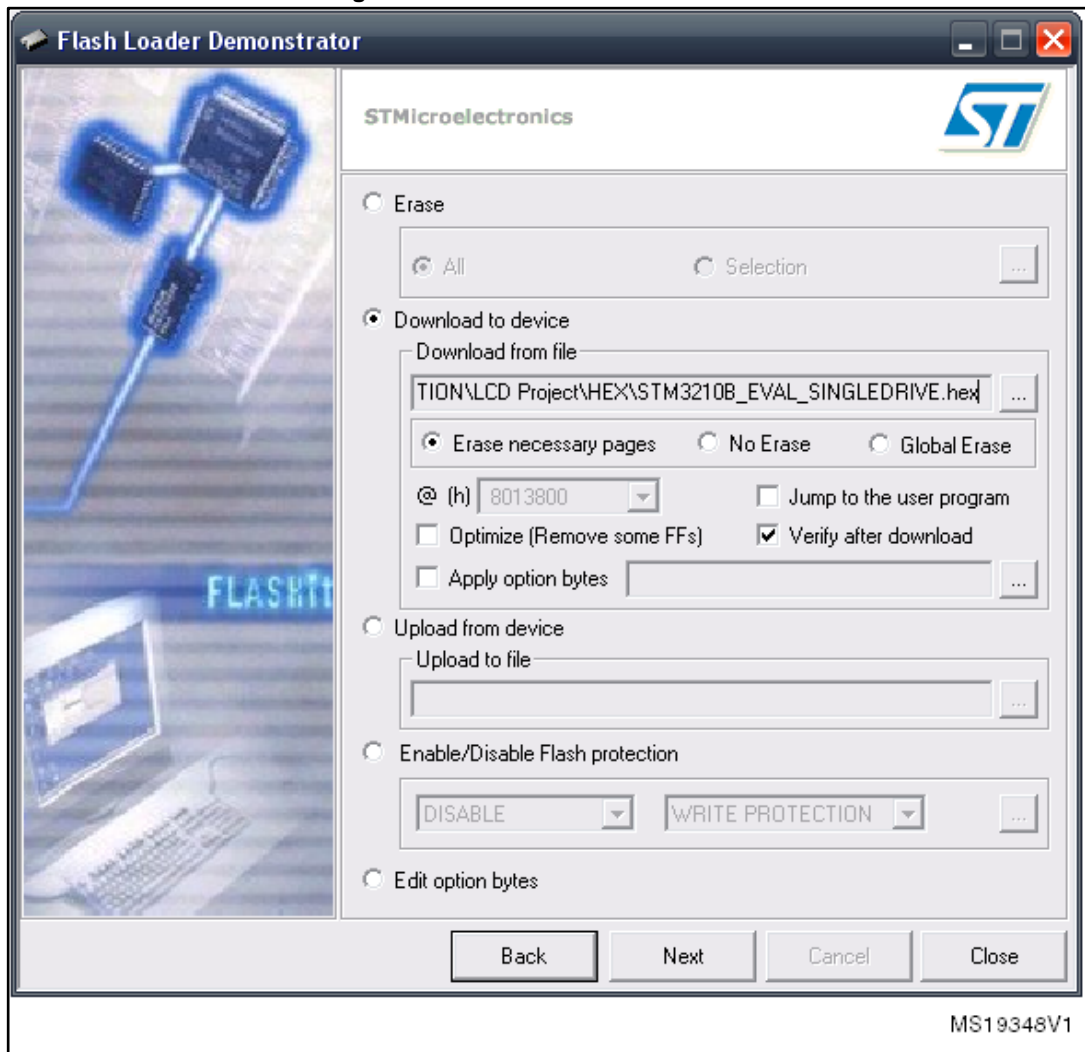 Flash Loader Demonstrator
STMicroelectronics
ST
Erase
All Selection ...
Download to device
Download from file
TION\LCD Project\HEX\STM3210B_EVAL_SINGLEDRIVE.hex ...
Erase necessary pages No Erase Global Erase
@ (h) 8013800 Jump to the user program
Optimize (Remove some FFs) Verify after download
Apply option bytes ...
FLASHit
Upload from device
Upload to file
...
Enable/Disable Flash protection
DISABLE WRITE PROTECTION ...
Edit option bytes
Back Next Cancel Close
MS19348V1